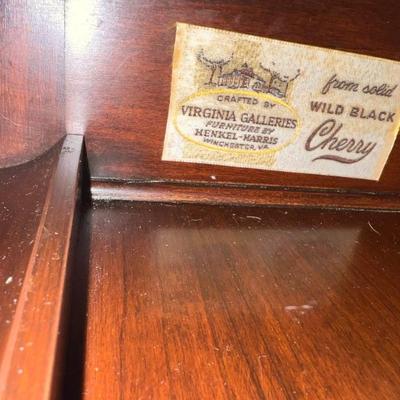 CRAFTED BY
VIRGINIA GALLERIES
FURNITURE BY
HENKEL-HARRIS
WINCHESTER, VA.
from solid
WILD BLACK
Cherry